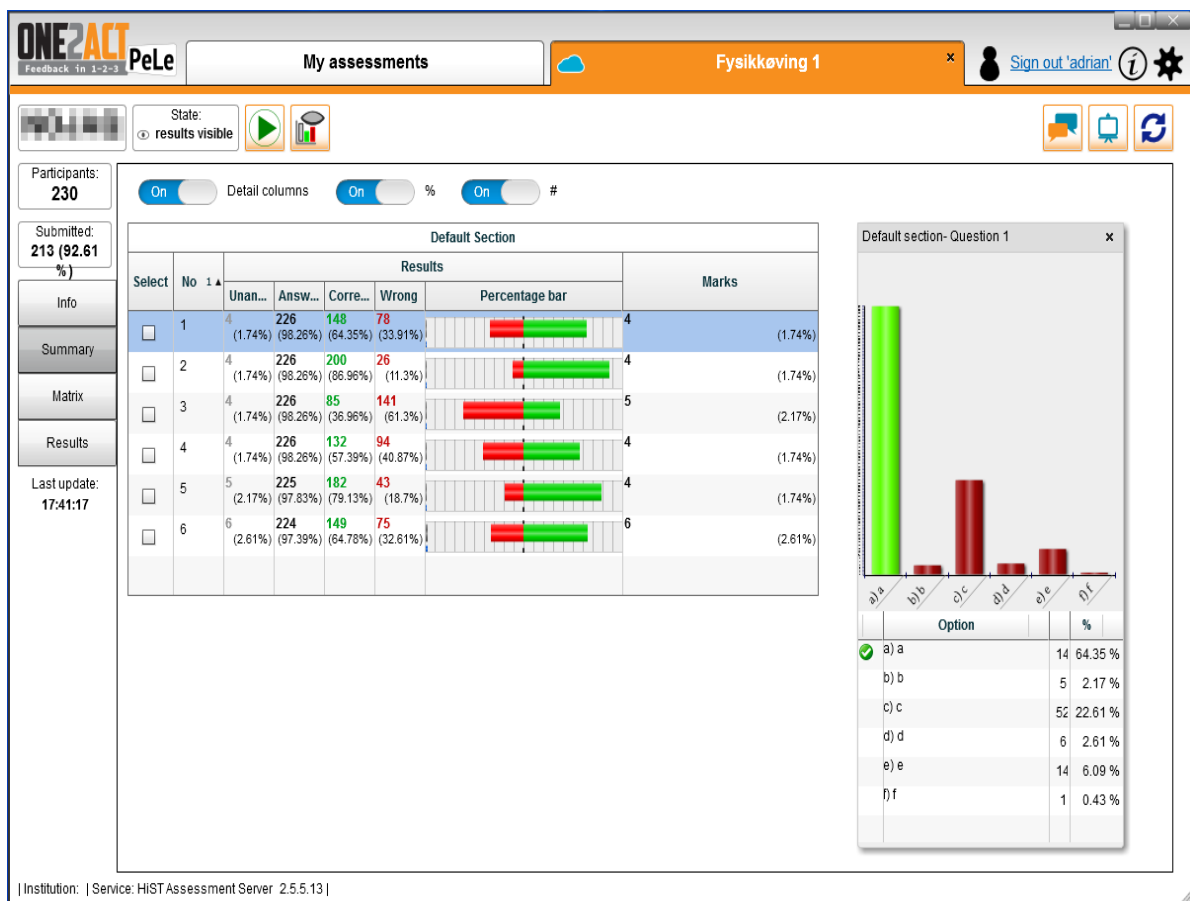 ONE2ACT
Feedback in 1-2-3
PeLe
My assessments
Fysikkøving 1
x
Sign out 'adrian'
i
State:
results visible
Participants:
230
Submitted:
213 (92.61
%)
Info
Summary
Matrix
Results
Last update:
17:41:17
On Detail columns On % On #
Default Section
Select No 1 Results Marks
Unan... Answ... Corre... Wrong Percentage bar
1 4 (1.74%) 226 (98.26%) 148 (64.35%) 78 (33.91%) 4 (1.74%)
2 4 (1.74%) 226 (98.26%) 200 (86.96%) 26 (11.3%) 4 (1.74%)
3 4 (1.74%) 226 (98.26%) 85 (36.96%) 141 (61.3%) 5 (2.17%)
4 4 (1.74%) 226 (98.26%) 132 (57.39%) 94 (40.87%) 4 (1.74%)
5 5 (2.17%) 225 (97.83%) 182 (79.13%) 43 (18.7%) 4 (1.74%)
6 6 (2.61%) 224 (97.39%) 149 (64.78%) 75 (32.61%) 6 (2.61%)
Default section- Question 1 x
a) a b) b c) c d) d e) e f) f
Option %
a) a 14 64.35 %
b) b 5 2.17 %
c) c 52 22.61 %
d) d 6 2.61 %
e) e 14 6.09 %
f) f 1 0.43 %
| Institution: | Service: HiST Assessment Server 2.5.5.13 |